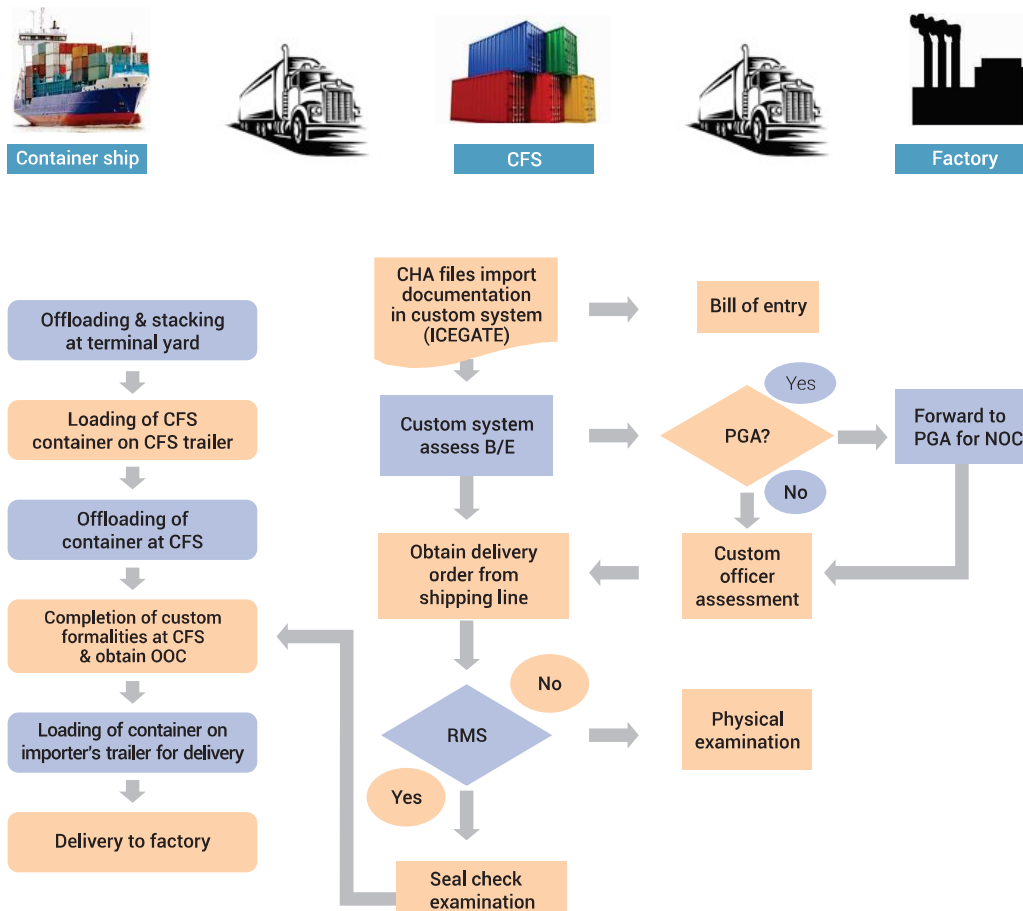 Container ship
CFS
Factory
Offloading & stacking
at terminal yard
Loading of CFS
container on CFS trailer
Offloading of
container at CFS
Completion of custom
formalities at CFS
& obtain OOC
Loading of container on
importer's trailer for delivery
Delivery to factory
CHA files import
documentation
in custom system
(ICEGATE)
Bill of entry
Custom system
assess B/E
PGA?
Yes
No
Forward to
PGA for NOC
Custom
officer
assessment
Obtain delivery
order from
shipping line
RMS
No
Yes
Physical
examination
Seal check
examination